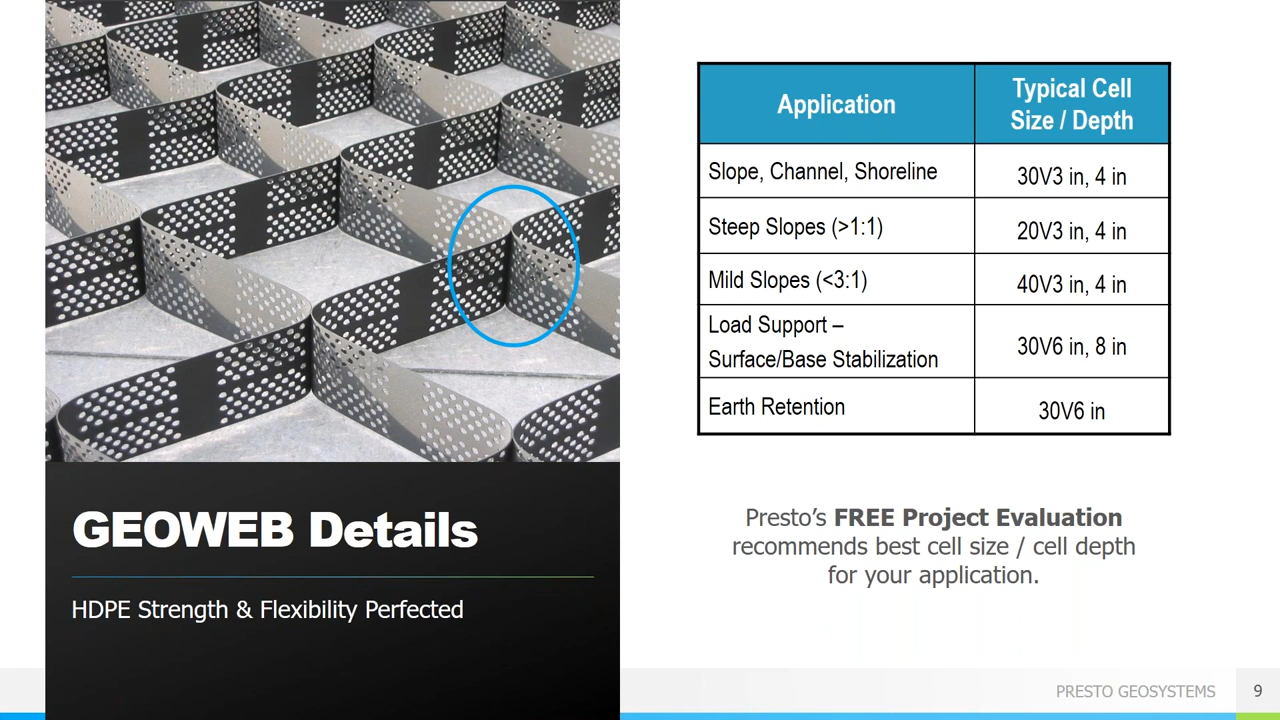 GEOWEB Details
HDPE Strength & Flexibility Perfected
Application
Typical Cell
Size / Depth
Slope, Channel, Shoreline
30V3 in, 4 in
Steep Slopes (>1:1)
20V3 in, 4 in
Mild Slopes (<3:1)
40V3 in, 4 in
Load Support –
Surface/Base Stabilization
30V6 in, 8 in
Earth Retention
30V6 in
Presto’s FREE Project Evaluation
recommends best cell size / cell depth
for your application.
PRESTO GEOSYSTEMS
9